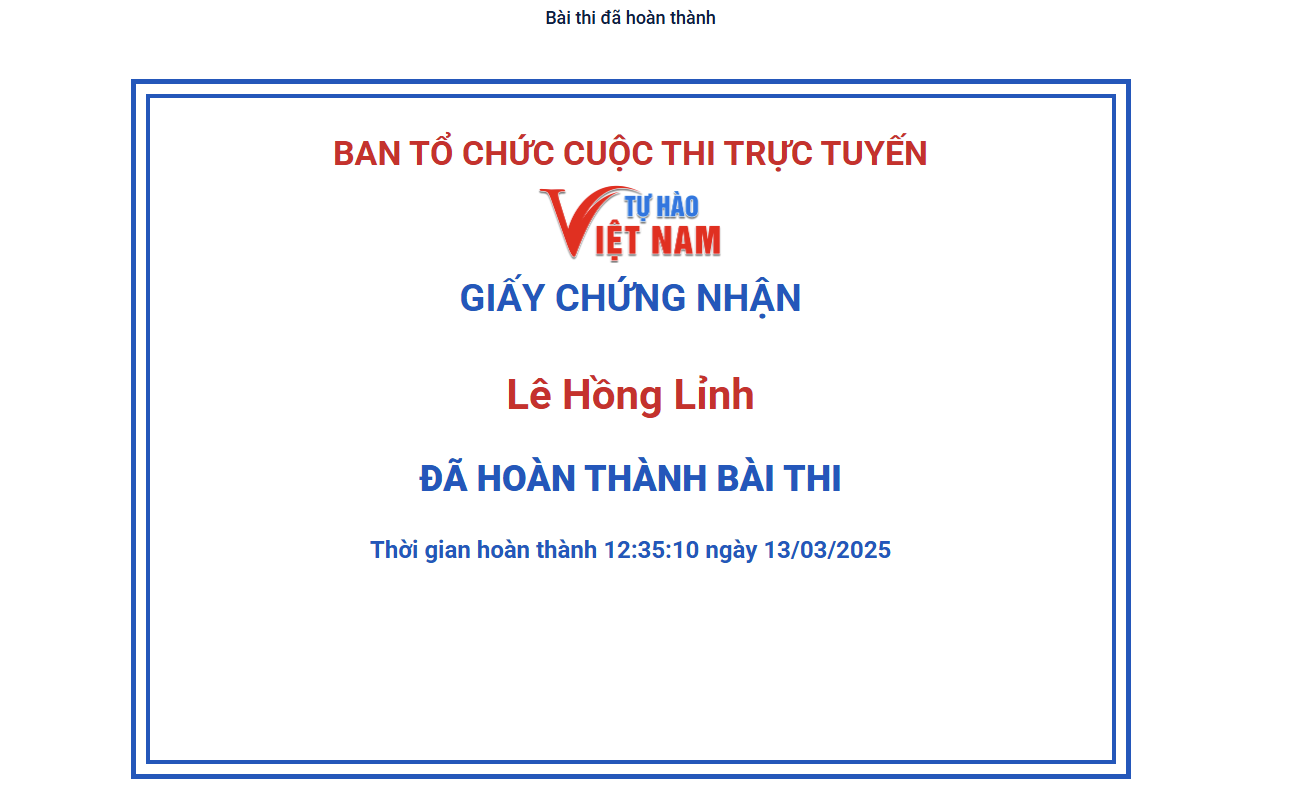 Bài thi đã hoàn thành
BAN TỔ CHỨC CUỘC THI TRỰC TUYẾN
TỰ HÀO
VIỆT NAM
GIẤY CHỨNG NHẬN
Lê Hồng Lỉnh
ĐÃ HOÀN THÀNH BÀI THI
Thời gian hoàn thành 12:35:10 ngày 13/03/2025